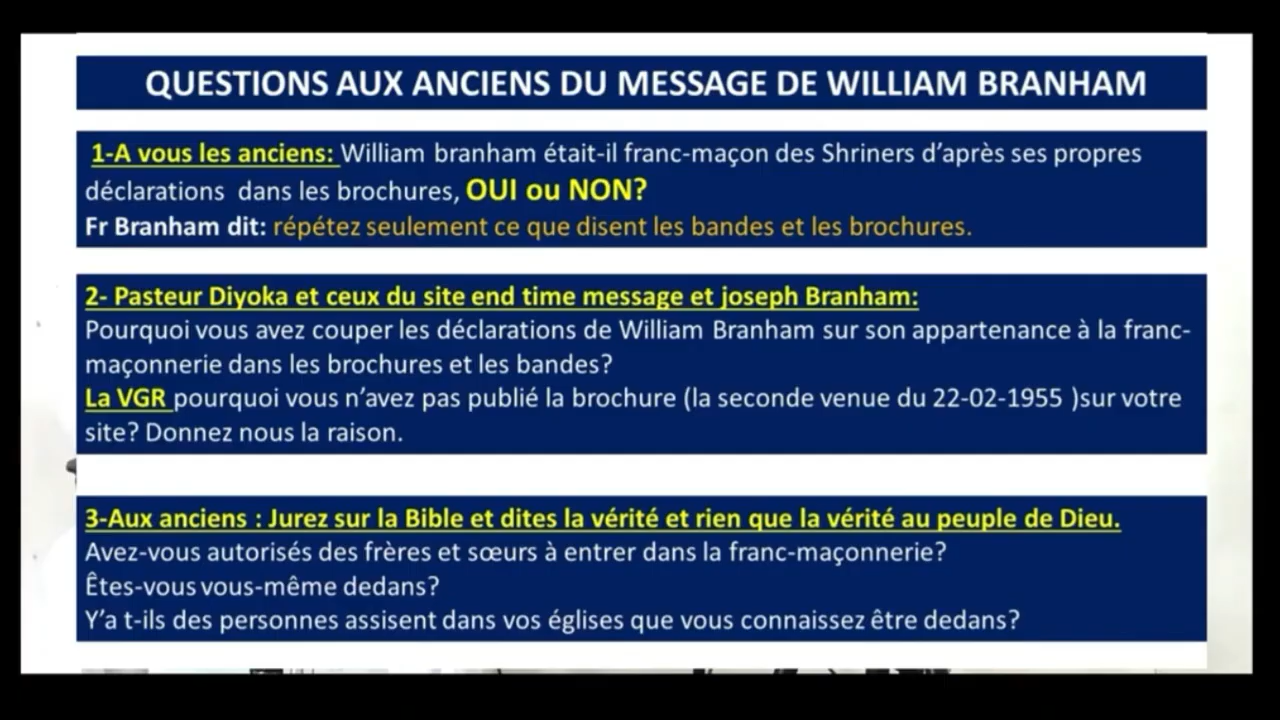 QUESTIONS AUX ANCIENS DU MESSAGE DE WILLIAM BRANHAM
1-A vous les anciens: William branham était-il franc-maçon des Shriners d'après ses propres
déclarations dans les brochures, OUI ou NON?
Fr Branham dit: répétez seulement ce que disent les bandes et les brochures.
2- Pasteur Diyoka et ceux du site end time message et joseph Branham:
Pourquoi vous avez couper les déclarations de William Branham sur son appartenance à la franc-
maçonnerie dans les brochures et les bandes?
La VGR pourquoi vous n'avez pas publié la brochure (la seconde venue du 22-02-1955 )sur votre
site? Donnez nous la raison.
3-Aux anciens : Jurez sur la Bible et dites la vérité et rien que la vérité au peuple de Dieu.
Avez-vous autorisés des frères et sœurs à entrer dans la franc-maçonnerie?
Êtes-vous vous-même dedans?
Y'a t-ils des personnes assisent dans vos églises que vous connaissez être dedans?